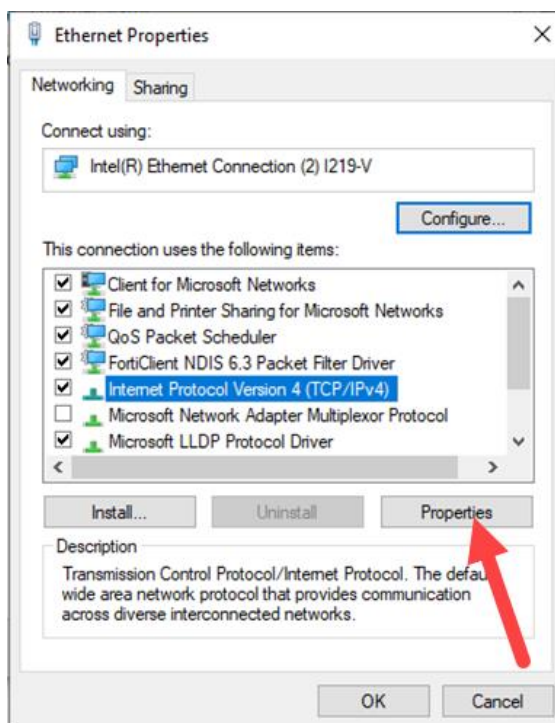 Ethernet Properties
Networking
Sharing
Connect using:
Intel(R) Ethernet Connection (2) I219-V
Configure...
This connection uses the following items:
Client for Microsoft Networks
File and Printer Sharing for Microsoft Networks
QoS Packet Scheduler
FortiClient NDIS 6.3 Packet Filter Driver
Internet Protocol Version 4 (TCP/IPv4)
Microsoft Network Adapter Multiplexor Protocol
Microsoft LLDP Protocol Driver
Install...
Uninstall
Properties
Description
Transmission Control Protocol/Internet Protocol. The
wide area network protocol that provides communication
across diverse interconnected networks.
OK
Cancel